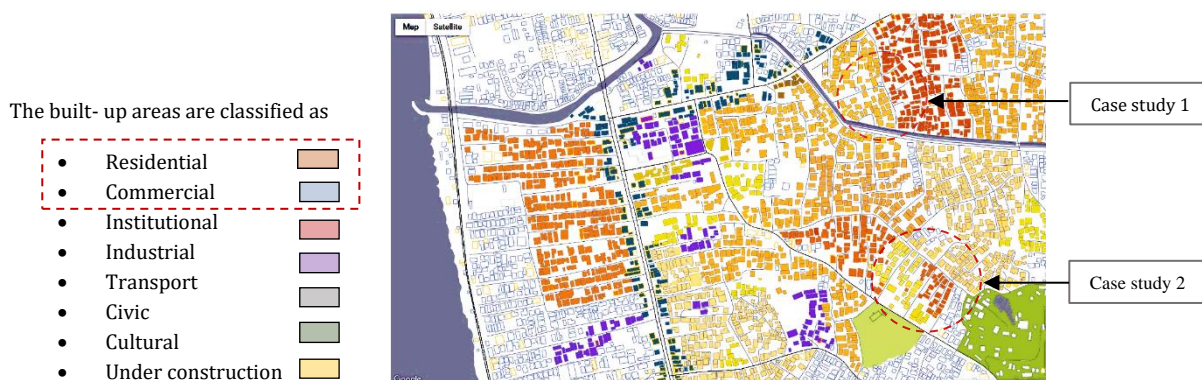 Map Satellite
The built- up areas are classified as
• Residential
• Commercial
• Institutional
• Industrial
• Transport
• Civic
• Cultural
• Under construction
Case study 1
Case study 2
Google